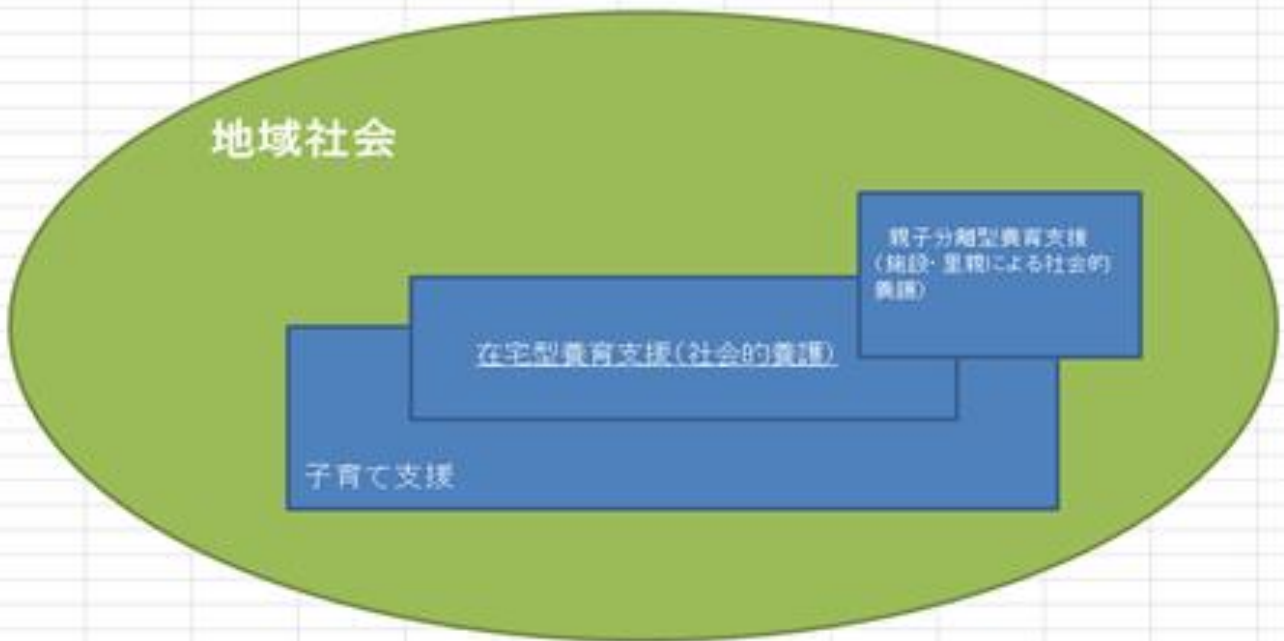 地域社会
親子分離型養育支援
(施設・里親による社会的
養護)
在宅型養育支援(社会的養護)
子育て支援